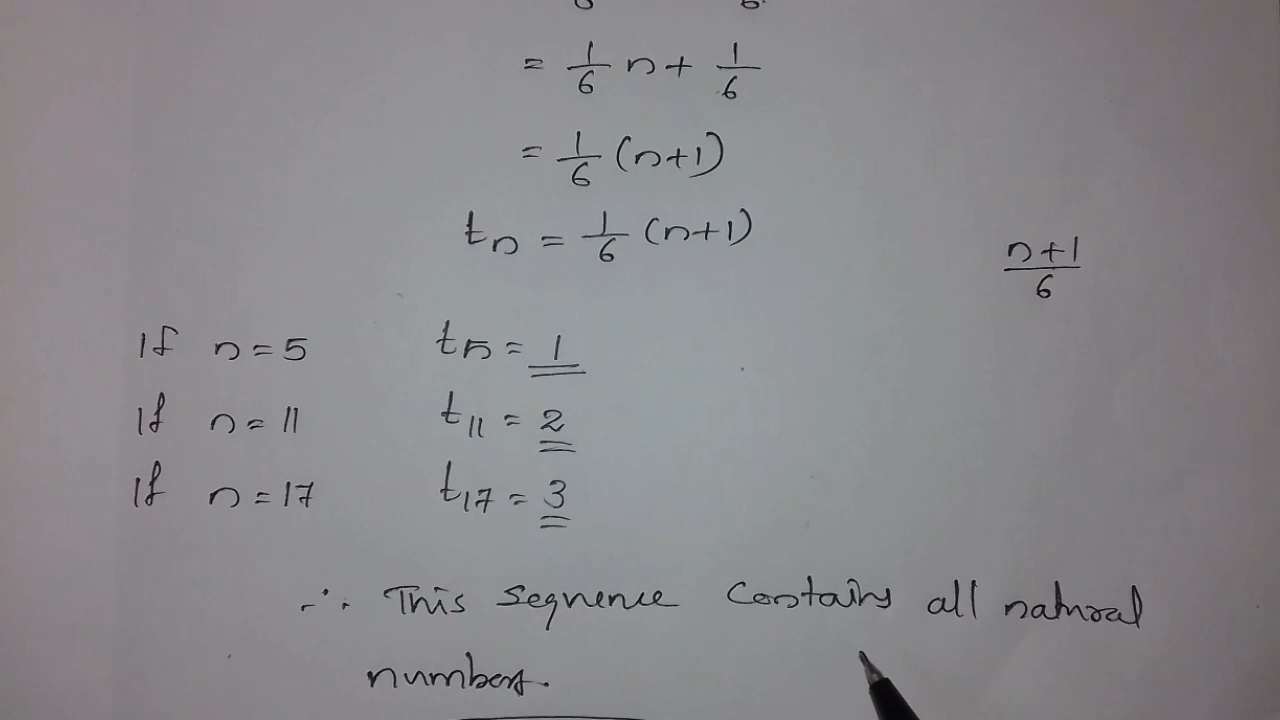 = 1/6 n + 1/6
= 1/6 (n+1)
tn = 1/6 (n+1)
n+1/6
If n = 5 t5 = 1
If n = 11 t11 = 2
If n = 17 t17 = 3
∴ This sequence contains all natural
numbers.